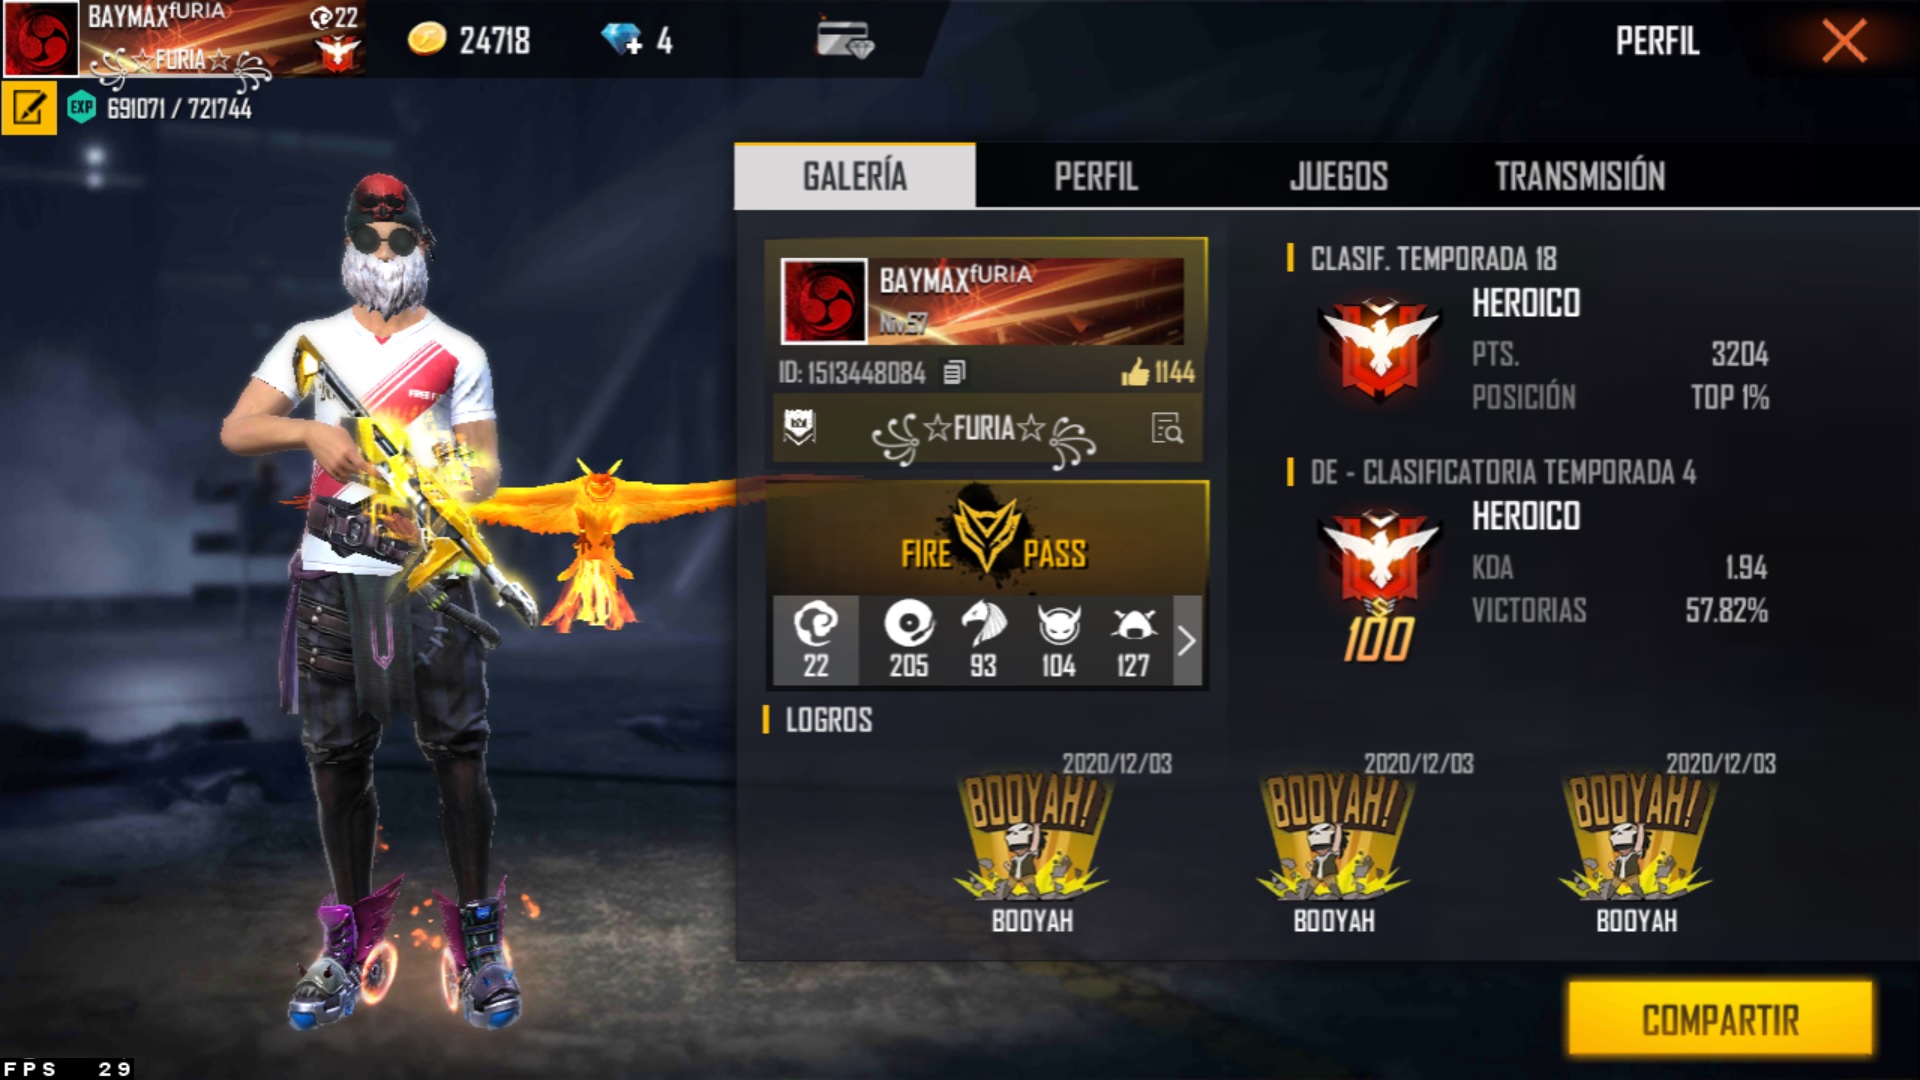 BAYMAXᶠURIA
22
☆FURIA☆
24718
4
PERFIL
EXP 691071 / 721744
GALERÍA
PERFIL
JUEGOS
TRANSMISIÓN
BAYMAXᶠURIA
Niv.57
ID: 1513448084
1144
☆FURIA☆
FIRE PASS
22
205
93
104
127
CLASIF. TEMPORADA 18
HEROICO
PTS. 3204
POSICIÓN TOP 1%
DE - CLASIFICATORIA TEMPORADA 4
HEROICO
KDA 1.94
VICTORIAS 57.82%
100
LOGROS
2020/12/03
2020/12/03
2020/12/03
BOOYAH!
BOOYAH!
BOOYAH!
BOOYAH
BOOYAH
BOOYAH
COMPARTIR
FREE F
FPS 29